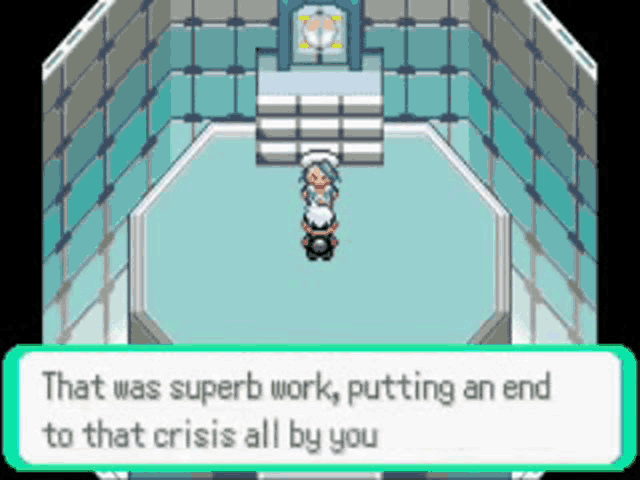 That was superb work, putting an end
to that crisis all by you